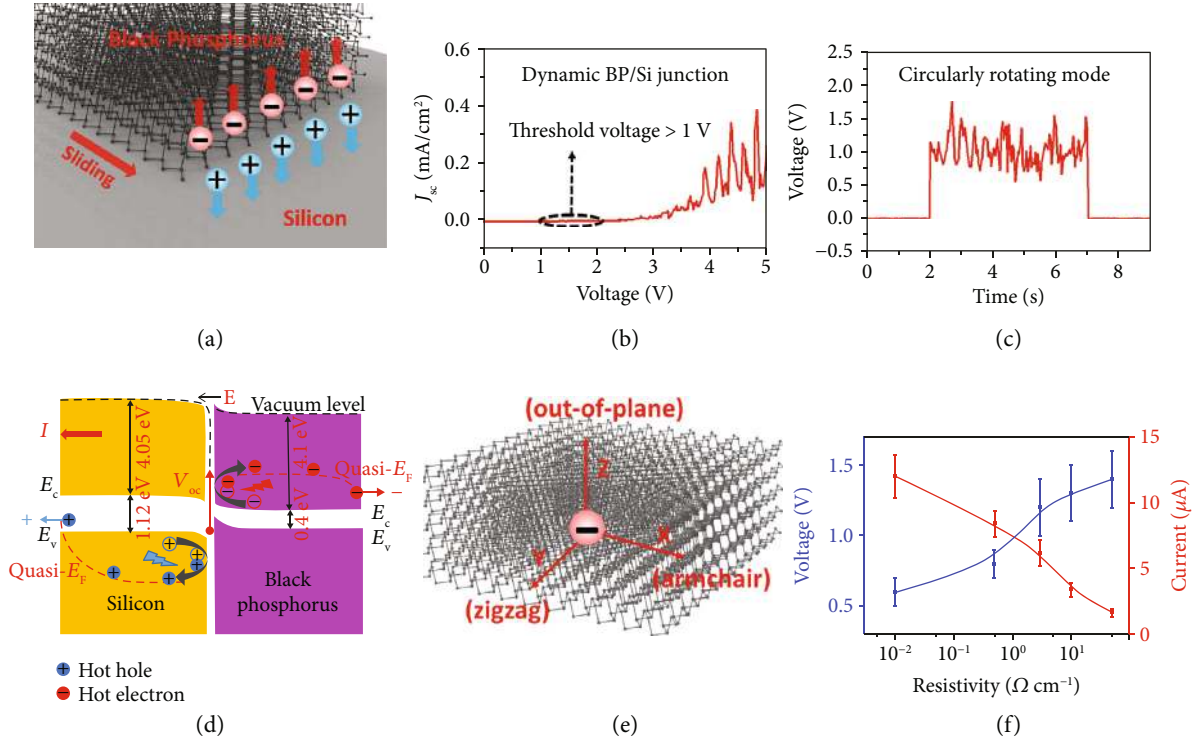 Black Phosphorus
Sliding
Silicon
(a)
0.6
0.4
0.2
0.0
J_sc (mA/cm²)
Dynamic BP/Si junction
Threshold voltage > 1 V
0 1 2 3 4 5
Voltage (V)
(b)
2.5
2.0
1.5
1.0
0.5
0.0
−0.5
Voltage (V)
Circularly rotating mode
0 2 4 6 8
Time (s)
(c)
E
Vacuum level
I
4.05 eV
4.1 eV
V_oc
Quasi-E_F
E_c
1.12 eV
0.4 eV
E_c
E_v
E_v
+
−
Quasi-E_F
Silicon
Black
phosphorus
+ Hot hole
− Hot electron
(d)
(out-of-plane)
Z
X
Y
(armchair)
(zigzag)
(e)
1.5
1.0
0.5
Voltage (V)
15
10
5
0
Current (μA)
10⁻² 10⁻¹ 10⁰ 10¹
Resistivity (Ω cm⁻¹)
(f)